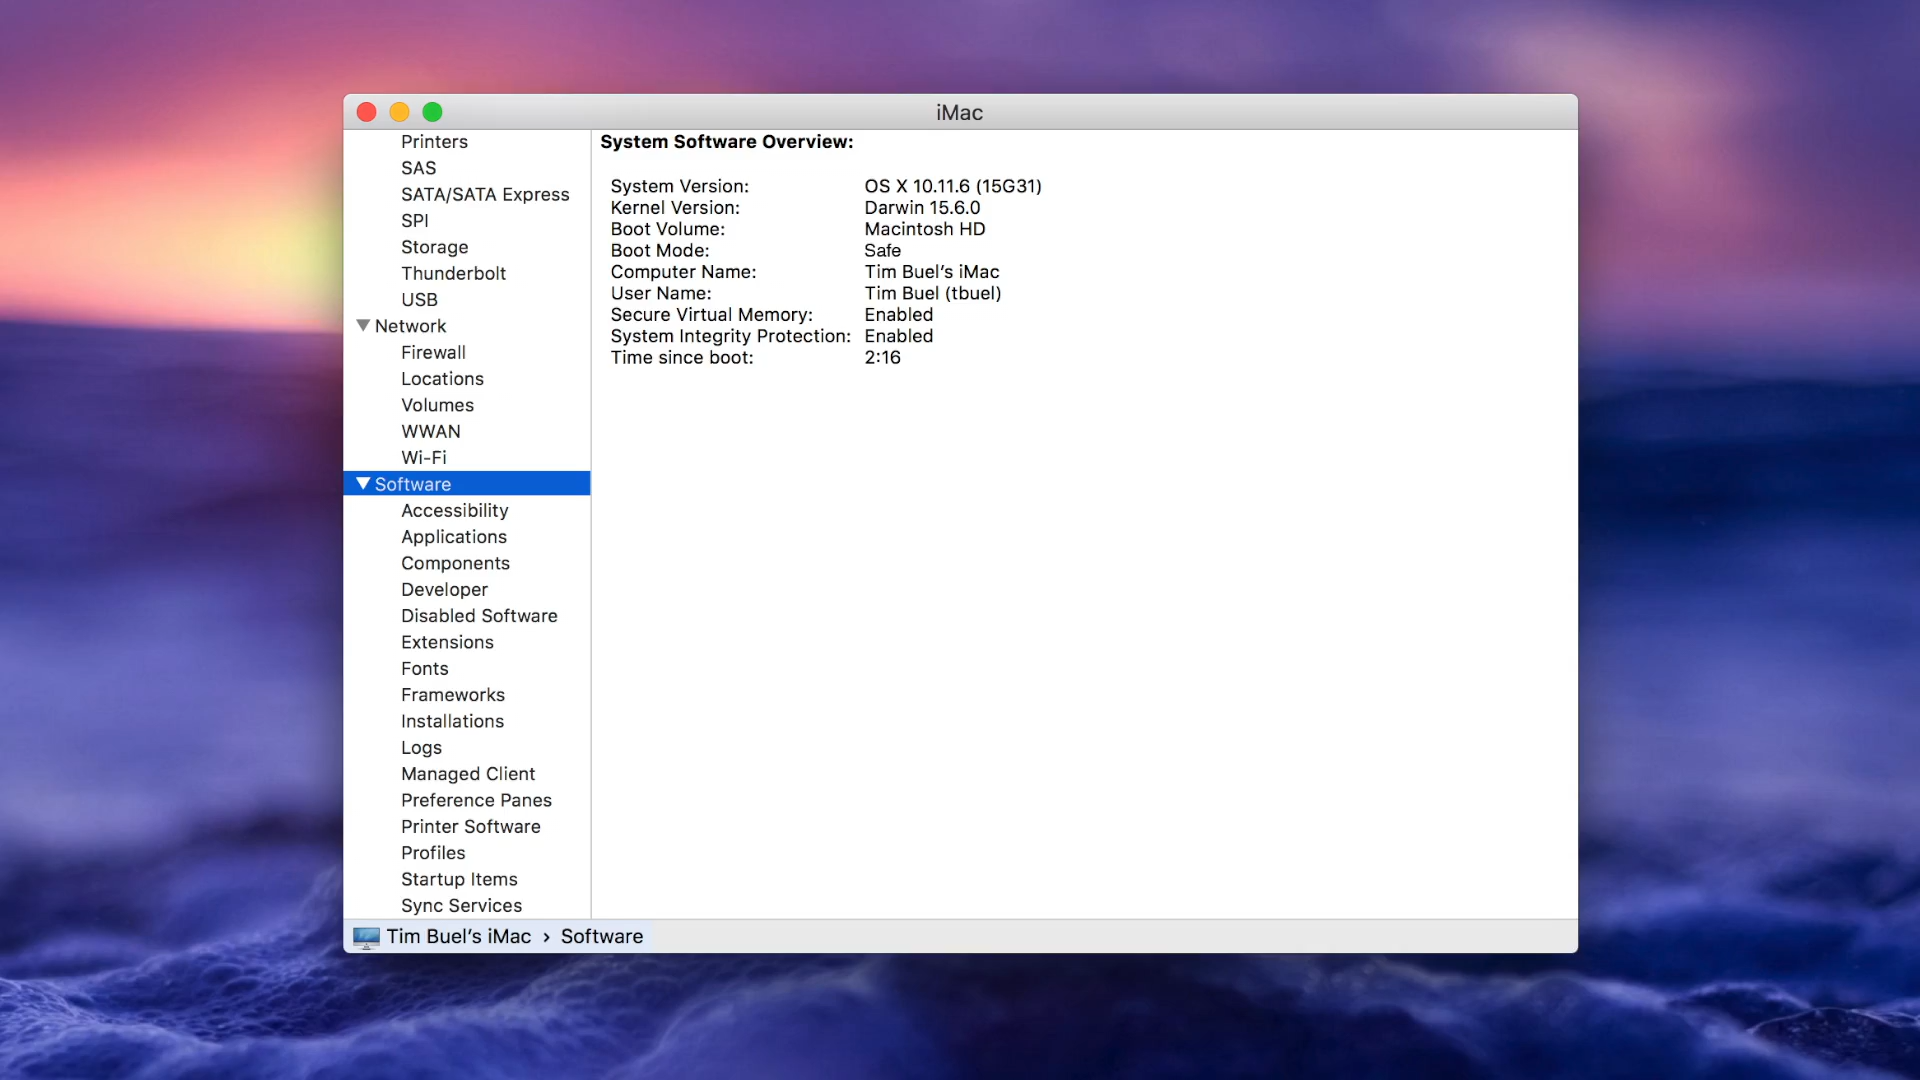 iMac
Printers
SAS
SATA/SATA Express
SPI
Storage
Thunderbolt
USB
Network
Firewall
Locations
Volumes
WWAN
Wi-Fi
Software
Accessibility
Applications
Components
Developer
Disabled Software
Extensions
Fonts
Frameworks
Installations
Logs
Managed Client
Preference Panes
Printer Software
Profiles
Startup Items
Sync Services
System Software Overview:
System Version: OS X 10.11.6 (15G31)
Kernel Version: Darwin 15.6.0
Boot Volume: Macintosh HD
Boot Mode: Safe
Computer Name: Tim Buel’s iMac
User Name: Tim Buel (tbuel)
Secure Virtual Memory: Enabled
System Integrity Protection: Enabled
Time since boot: 2:16
Tim Buel’s iMac › Software